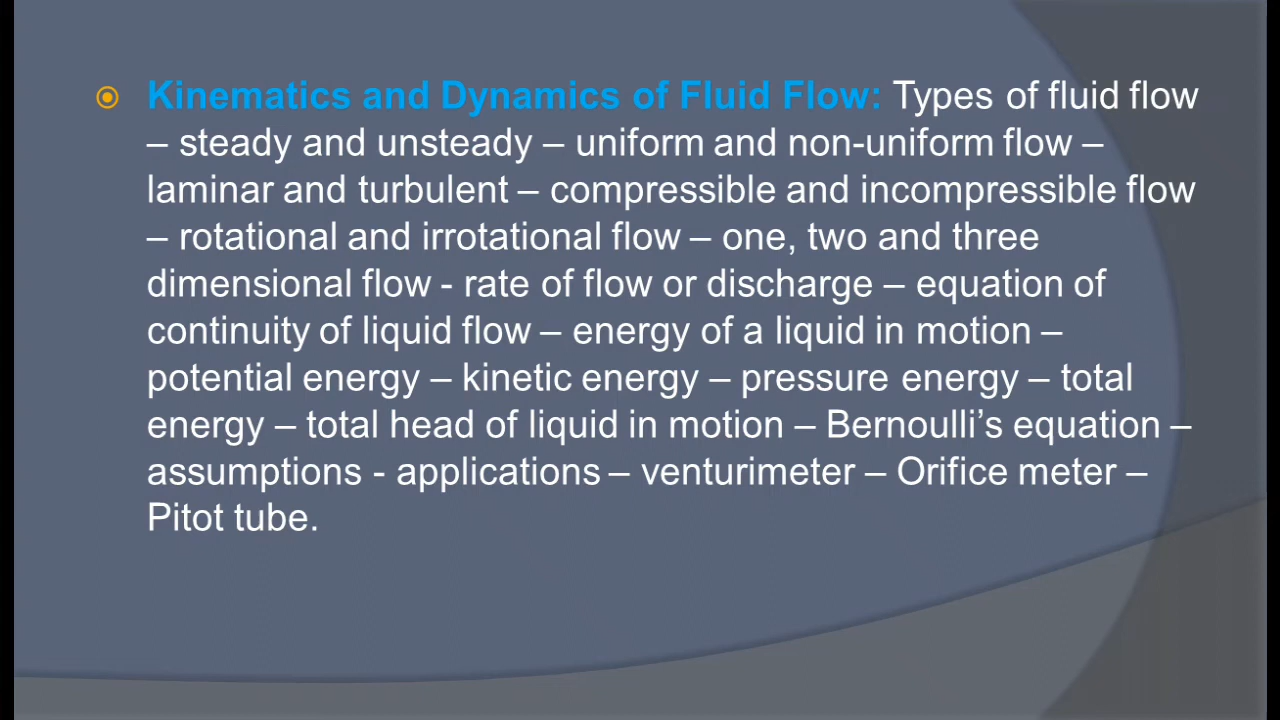 Kinematics and Dynamics of Fluid Flow: Types of fluid flow
– steady and unsteady – uniform and non-uniform flow –
laminar and turbulent – compressible and incompressible flow
– rotational and irrotational flow – one, two and three
dimensional flow - rate of flow or discharge – equation of
continuity of liquid flow – energy of a liquid in motion –
potential energy – kinetic energy – pressure energy – total
energy – total head of liquid in motion – Bernoulli’s equation –
assumptions - applications – venturimeter – Orifice meter –
Pitot tube.